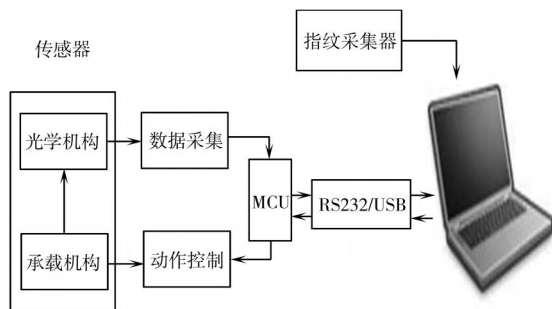 传感器
指纹采集器
光学机构
数据采集
MCU
RS232/USB
承载机构
动作控制